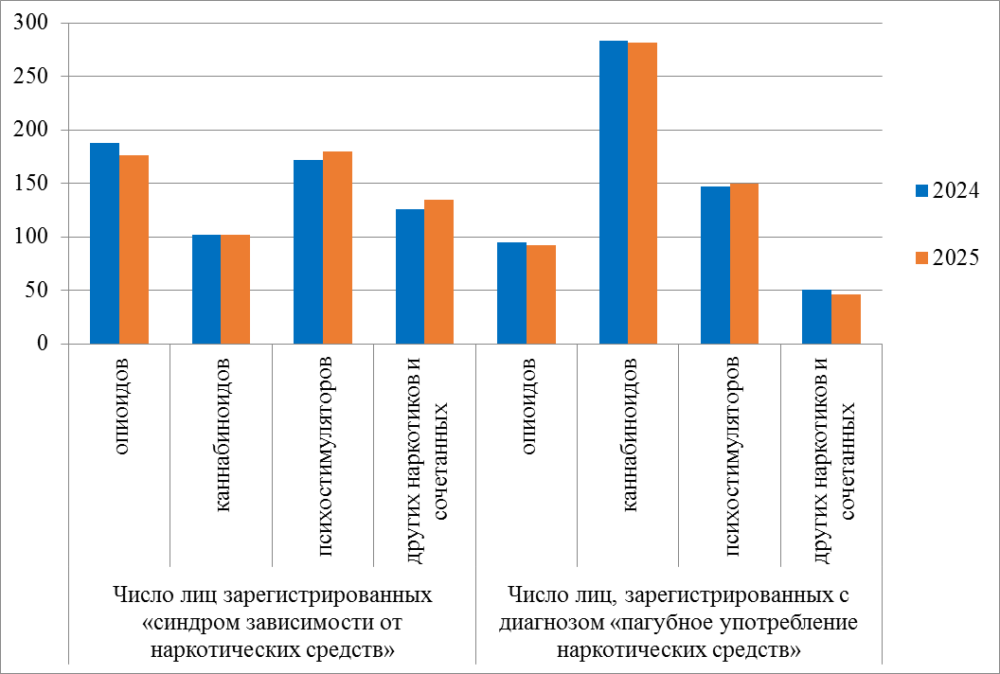 300
250
200
150
100
50
0
2024
2025
опиоидов
каннабиноидов
психостимуляторов
других наркотиков и
сочетанных
опиоидов
каннабиноидов
психостимуляторов
других наркотиков и
сочетанных
Число лиц зарегистрированных
«синдром зависимости от
наркотических средств»
Число лиц, зарегистрированных с
диагнозом «пагубное употребление
наркотических средств»